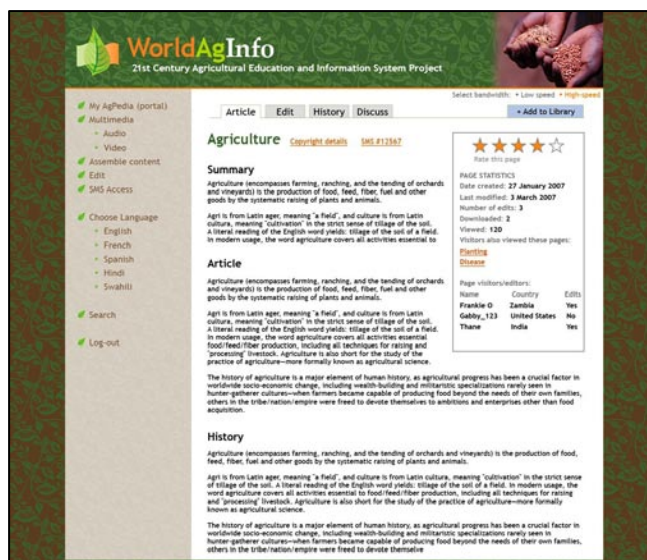 WorldAgInfo
21st Century Agricultural Education and Information System Project
Select bandwidth: • Low speed • High-speed
My AgPedia (portal)
Multimedia
• Audio
• Video
Assemble content
Edit
SMS Access
Choose Language
• English
• French
• Spanish
• Hindi
• Swahili
Search
Log-out
Article Edit History Discuss
• Add to Library
Agriculture Copyright details SMS #12567
Summary
Agriculture (encompasses farming, ranching, and the tending of orchards
and vineyards) is the production of food, feed, fiber, fuel and other
goods by the systematic raising of plants and animals.
Agri is from Latin ager, meaning "a field", and culture is from Latin
cultura, meaning "cultivation" in the strict sense of tillage of the soil.
A literal reading of the English word yields: tillage of the soil of a field.
In modern usage, the word agriculture covers all activities essential to
Article
Agriculture (encompasses farming, ranching, and the tending of orchards
and vineyards) is the production of food, feed, fiber, fuel and other
goods by the systematic raising of plants and animals.
Agri is from Latin ager, meaning "a field", and culture is from Latin
cultura, meaning "cultivation" in the strict sense of tillage of the soil.
A literal reading of the English word yields: tillage of the soil of a field.
In modern usage, the word agriculture covers all activities essential to
food/feed/fiber production, including all techniques for raising and
"processing" livestock. Agriculture is also short for the study of the
practice of agriculture—more formally known as agricultural science.
The history of agriculture is a major element of human history, as agricultural progress has been a crucial factor in
worldwide socio-economic change, including wealth-building and militaristic specializations rarely seen in
hunter-gatherer cultures—when farmers became capable of producing food beyond the needs of their own families,
others in the tribe/nation/empire were freed to devote themselves to ambitions and enterprises other than food
acquisition.
History
Agriculture (encompasses farming, ranching, and the tending of orchards and vineyards) is the production of food,
feed, fiber, fuel and other goods by the systematic raising of plants and animals.
Agri is from Latin ager, meaning "a field", and culture is from Latin cultura, meaning "cultivation" in the strict sense
of tillage of the soil. A literal reading of the English word yields: tillage of the soil of a field. In modern usage, the
word agriculture covers all activities essential to food/feed/fiber production, including all techniques for raising
and "processing" livestock. Agriculture is also short for the study of the practice of agriculture—more formally
known as agricultural science.
The history of agriculture is a major element of human history, as agricultural progress has been a crucial factor in
worldwide socio-economic change, including wealth-building and militaristic specializations rarely seen in
hunter-gatherer cultures—when farmers became capable of producing food beyond the needs of their own families,
others in the tribe/nation/empire were freed to devote themselve
Rate this page
PAGE STATISTICS
Date created: 27 January 2007
Last modified: 3 March 2007
Number of edits: 3
Downloaded: 2
Viewed: 120
Visitors also viewed these pages:
Planting
Disease
Page visitors/editors:
Name Country Edits
Frankie O Zambia Yes
Gabby_123 United States No
Thane India Yes